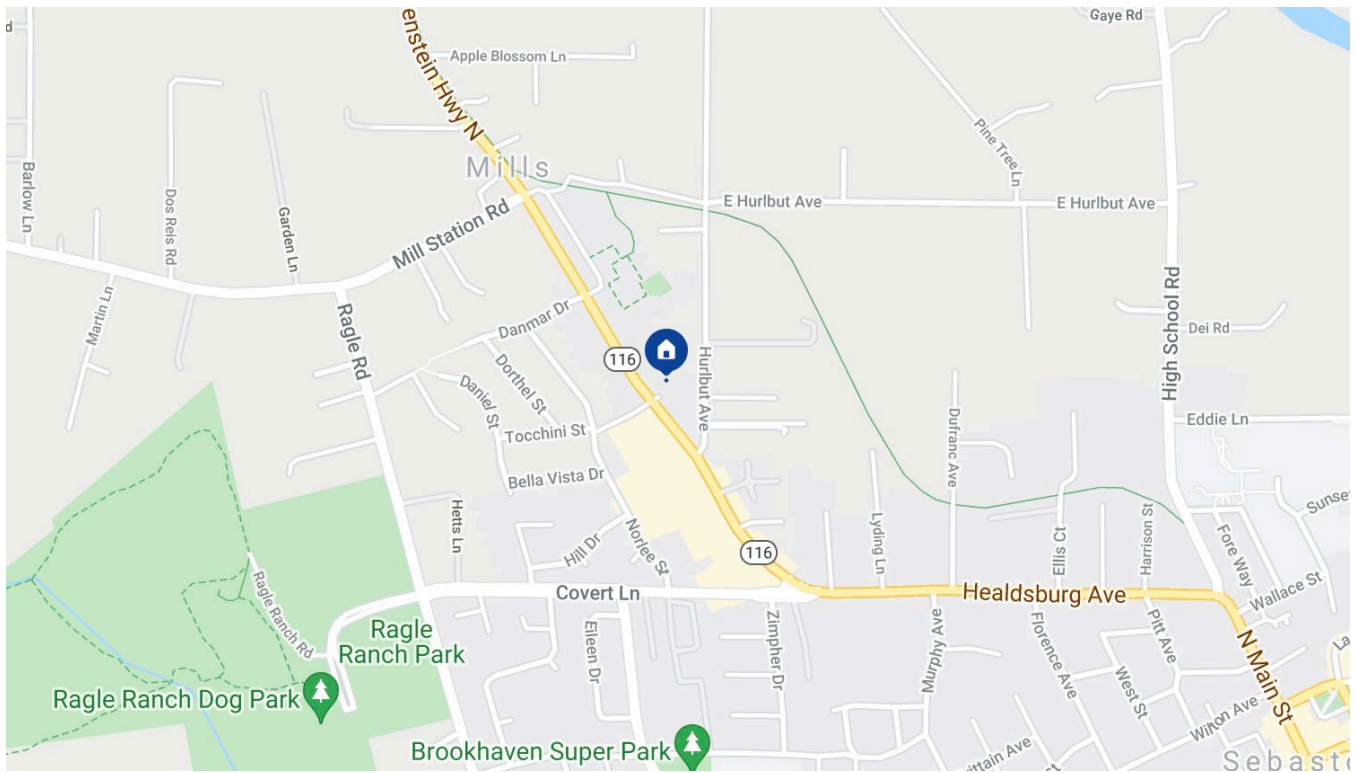 Gaye Rd
enstein Hwy N
Apple Blossom Ln
Pine Tree Ln
Mills
Barlow Ln
Dos Reis Rd
Garden Ln
Mill Station Rd
E Hurlbut Ave
E Hurlbut Ave
Martin Ln
Ragle Rd
Danmar Dr
High School Rd
Dei Rd
116
Hurlbut Ave
Daniel St
Dorthel St
Tocchini St
Dufranc Ave
Eddie Ln
Bella Vista Dr
Hetts Ln
Norlee St
Hill Dr
116
Lyding Ln
Ellis Ct
Harrison St
Fore Way
Sunse
Wallace St
Covert Ln
Healdsburg Ave
Ragle Ranch Rd
Ragle
Ranch Park
Eileen Dr
Zimpher Dr
Murphy Ave
Florence Ave
West St
Pitt Ave
N Main St
La
Ragle Ranch Dog Park
Wilton Ave
Brookhaven Super Park
ittain Ave
St
Sebasto
d